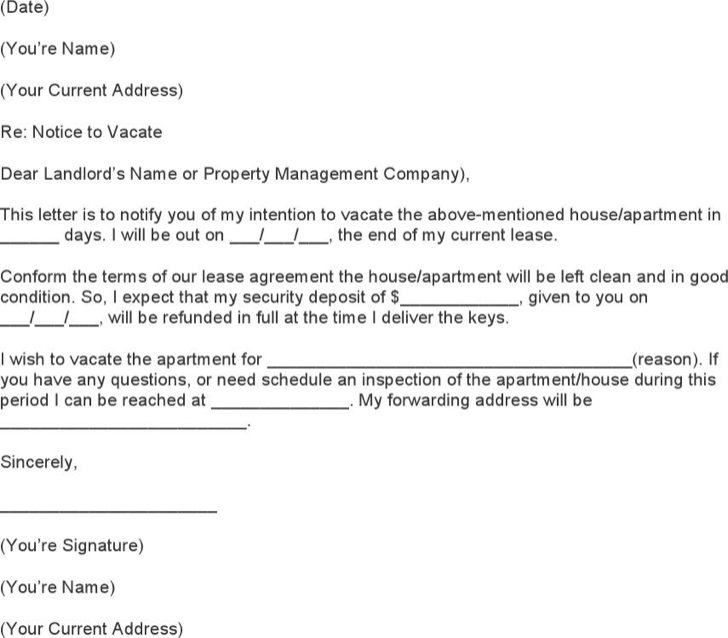 (Date)
(You're Name)
(Your Current Address)
Re: Notice to Vacate
Dear Landlord's Name or Property Management Company),
This letter is to notify you of my intention to vacate the above-mentioned house/apartment in
______ days. I will be out on ___/___/___, the end of my current lease.
Conform the terms of our lease agreement the house/apartment will be left clean and in good
condition. So, I expect that my security deposit of $____________, given to you on
___/___/___, will be refunded in full at the time I deliver the keys.
I wish to vacate the apartment for _____________________________________(reason). If
you have any questions, or need schedule an inspection of the apartment/house during this
period I can be reached at ______________. My forwarding address will be
_________________________.
Sincerely,
______________________
(You're Signature)
(You're Name)
(Your Current Address)